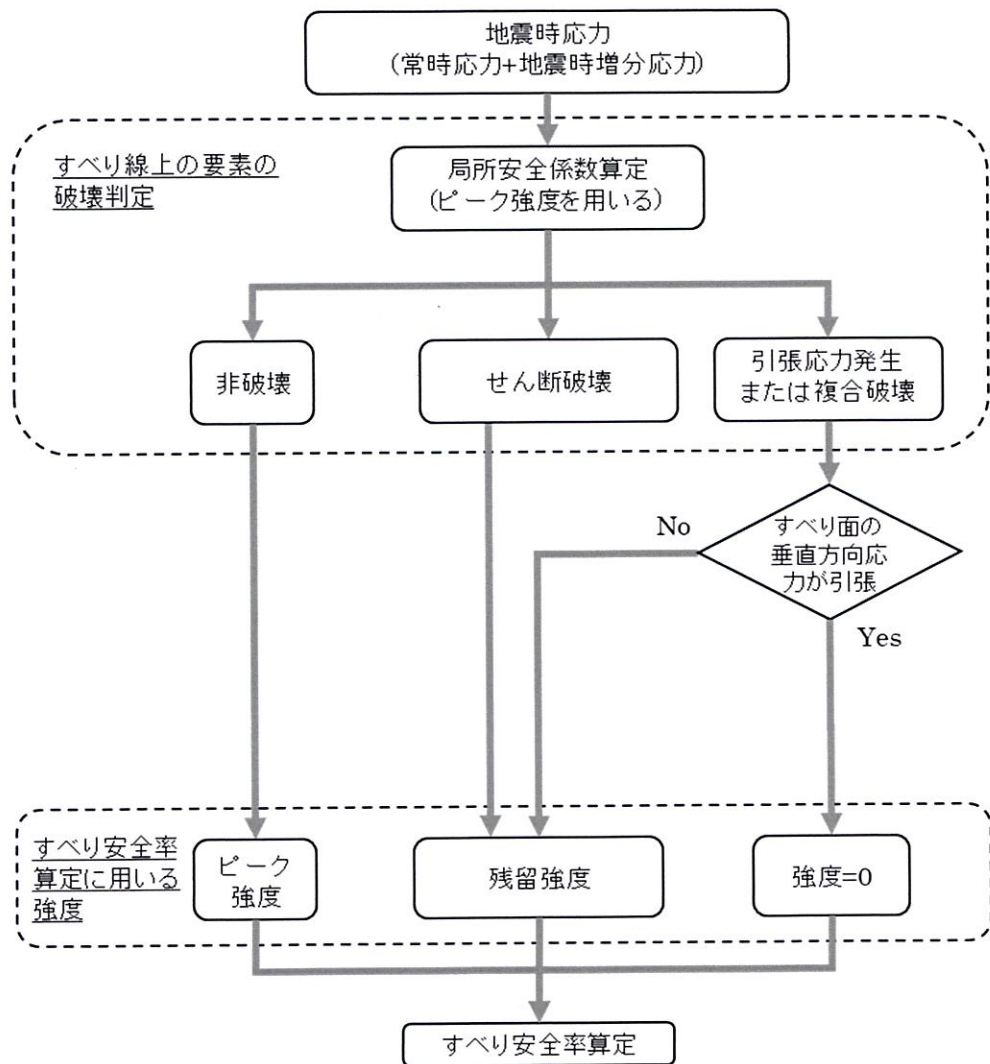 地震時応力
(常時応力+地震時増分応力)
すべり線上の要素の
破壊判定
局所安全係数算定
(ピーク強度を用いる)
非破壊
せん断破壊
引張応力発生
または複合破壊
すべり面の
垂直方向応
力が引張
No
Yes
すべり安全率
算定に用いる
強度
ピーク
強度
残留強度
強度=0
すべり安全率算定